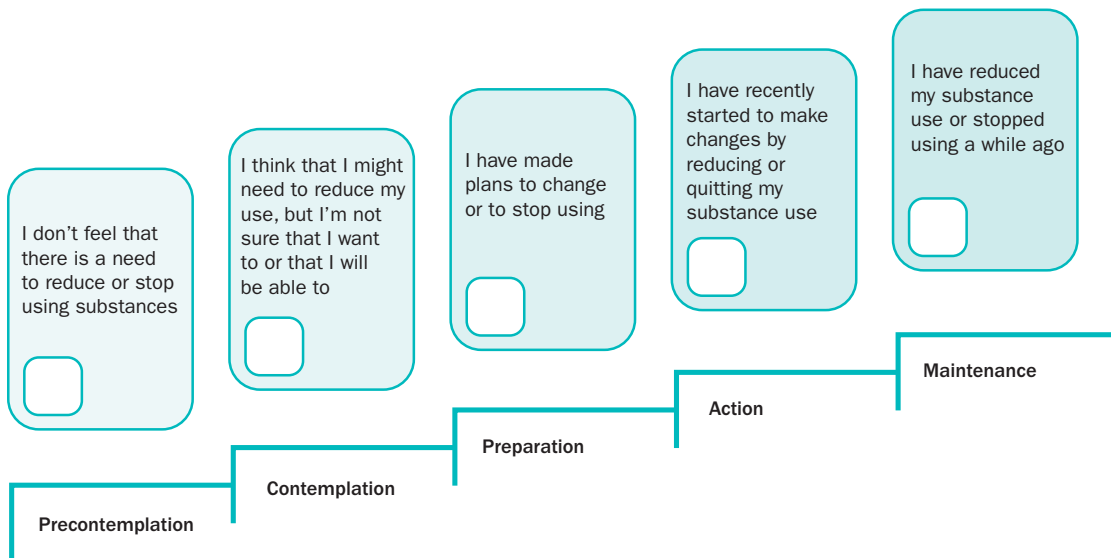 I don’t feel that
there is a need
to reduce or stop
using substances
I think that I might
need to reduce my
use, but I’m not
sure that I want
to or that I will
be able to
I have made
plans to change
or to stop using
I have recently
started to make
changes by
reducing or
quitting my
substance use
I have reduced
my substance
use or stopped
using a while ago
Precontemplation
Contemplation
Preparation
Action
Maintenance